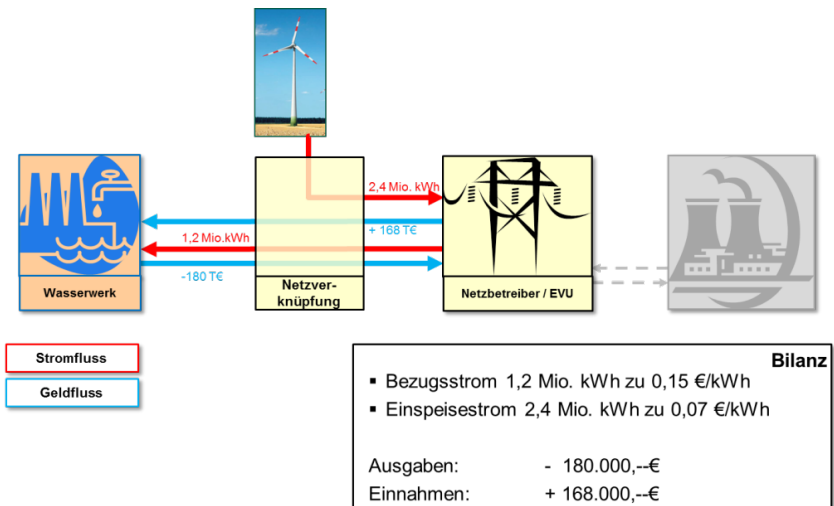 2,4 Mio. kWh
+ 168 T€
1,2 Mio.kWh
-180 T€
Wasserwerk
Netzver-
knüpfung
Netzbetreiber / EVU
Stromfluss
Geldfluss
Bilanz
▪ Bezugsstrom 1,2 Mio. kWh zu 0,15 €/kWh
▪ Einspeisestrom 2,4 Mio. kWh zu 0,07 €/kWh
Ausgaben: - 180.000,--€
Einnahmen: + 168.000,--€